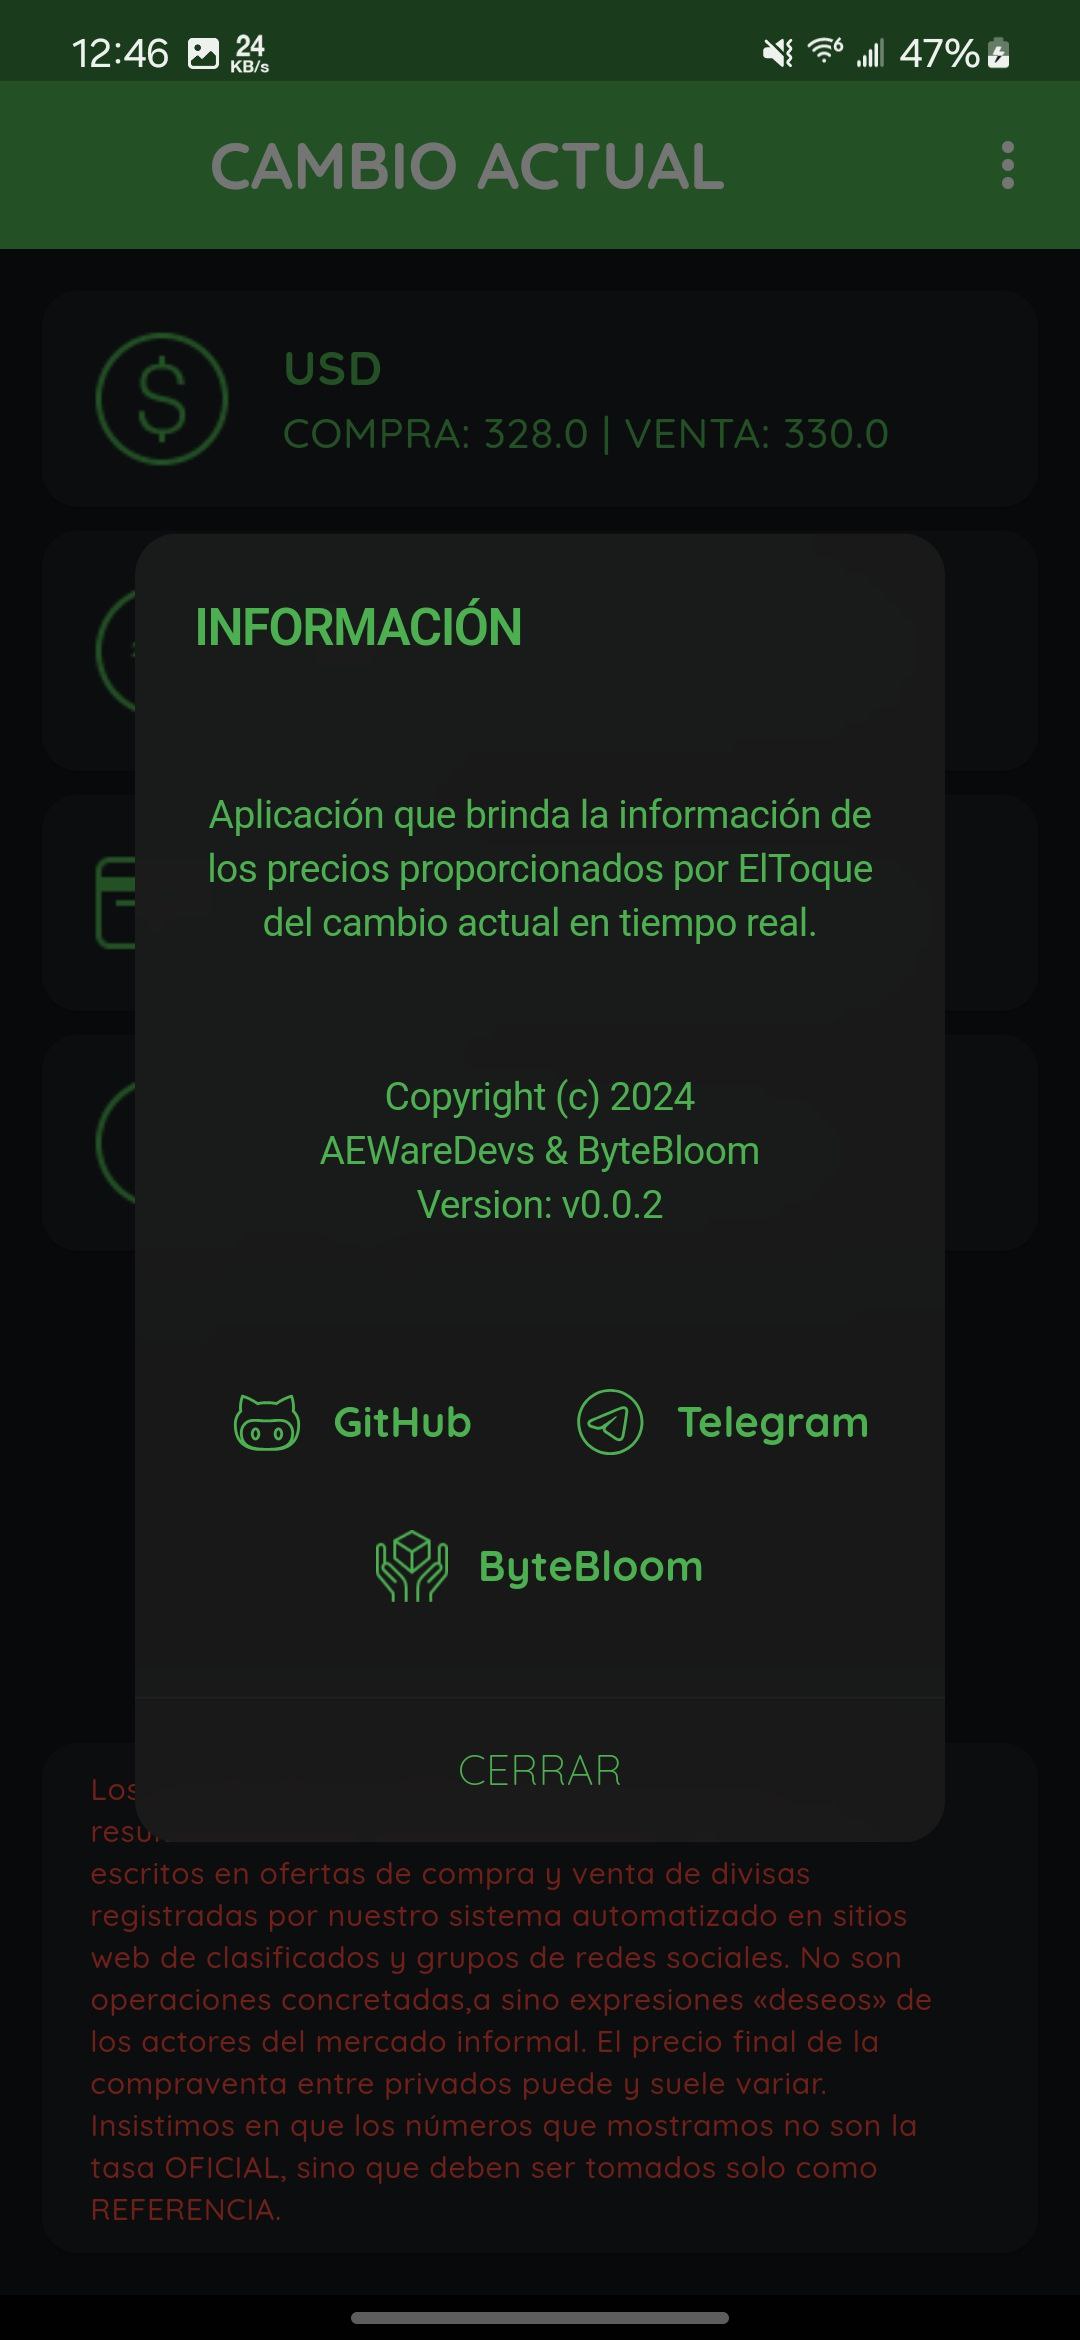 12:46 24 KB/s 6 47%
CAMBIO ACTUAL
USD
COMPRA: 328.0 | VENTA: 330.0
INFORMACIÓN
Aplicación que brinda la información de
los precios proporcionados por ElToque
del cambio actual en tiempo real.
Copyright (c) 2024
AEWareDevs & ByteBloom
Version: v0.0.2
GitHub Telegram
ByteBloom
CERRAR
Los
escritos en ofertas de compra y venta de divisas
registradas por nuestro sistema automatizado en sitios
web de clasificados y grupos de redes sociales. No son
operaciones concretadas,a sino expresiones «deseos» de
los actores del mercado informal. El precio final de la
compraventa entre privados puede y suele variar.
Insistimos en que los números que mostramos no son la
tasa OFICIAL, sino que deben ser tomados solo como
REFERENCIA.